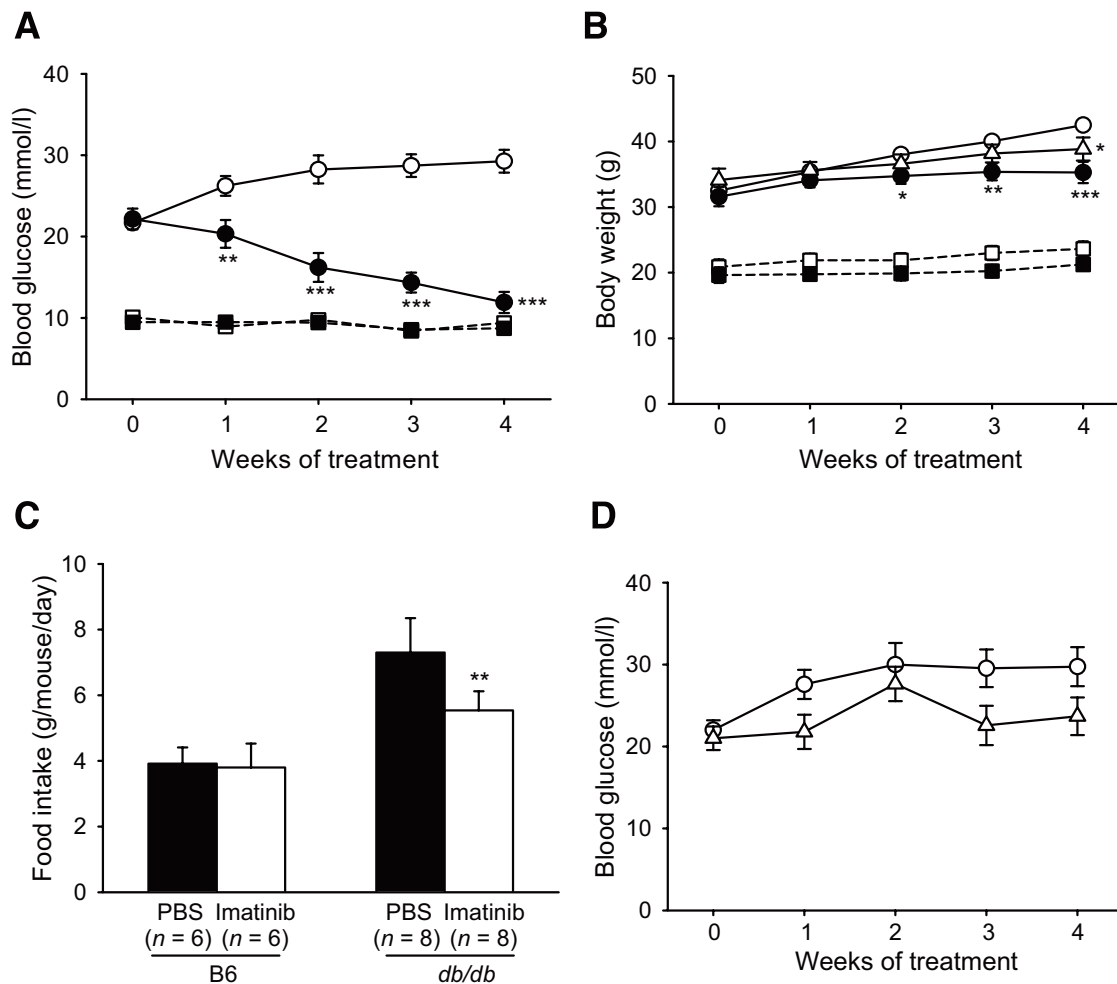 A
Blood glucose (mmol/l)
40
30
20
10
0
**
***
***
***
0 1 2 3 4
Weeks of treatment
B
Body weight (g)
50
40
30
20
10
0
*
**
***
*
0 1 2 3 4
Weeks of treatment
C
Food intake (g/mouse/day)
10
8
6
4
2
0
**
PBS Imatinib PBS Imatinib
(n = 6) (n = 6) (n = 8) (n = 8)
B6 db/db
D
Blood glucose (mmol/l)
40
30
20
10
0
0 1 2 3 4
Weeks of treatment